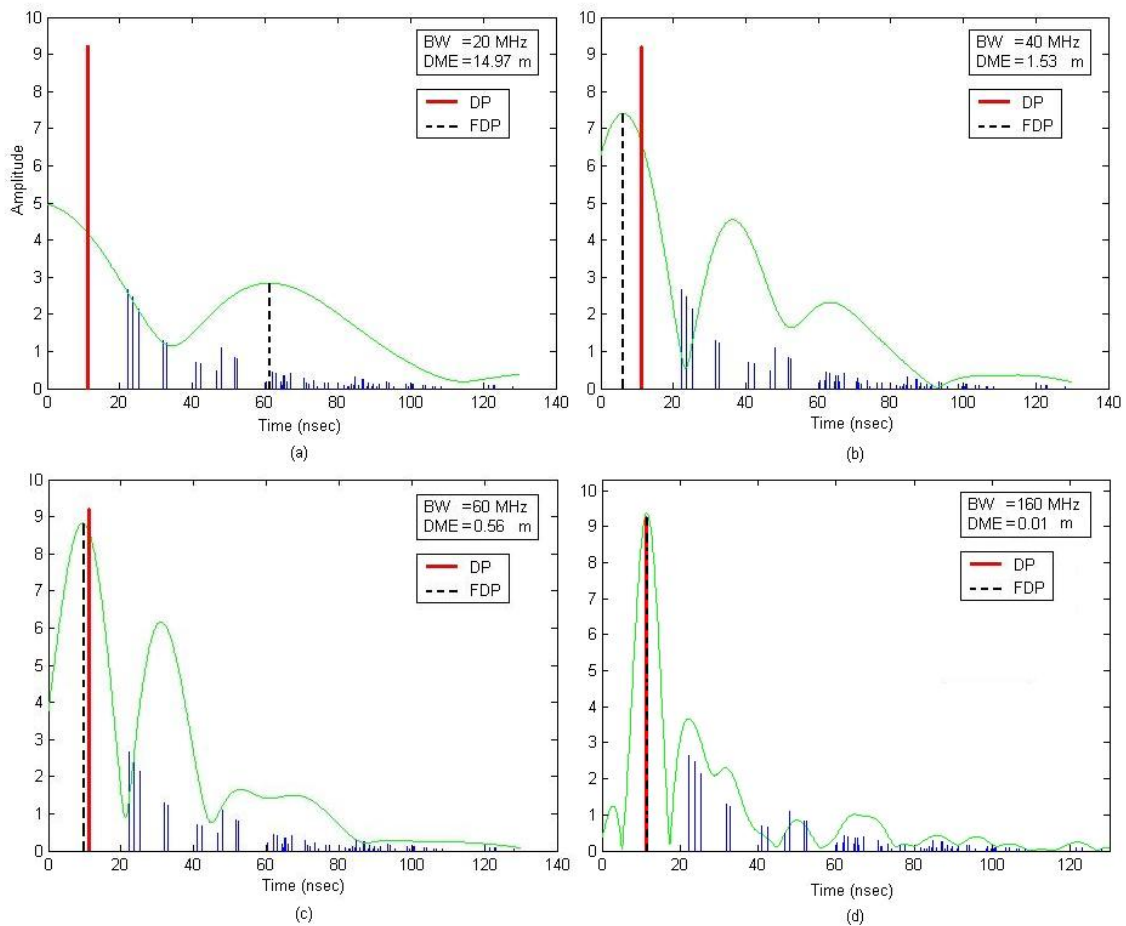 10
9
8
7
6
5
4
3
2
1
0
Amplitude
BW =20 MHz
DME =14.97 m
DP
FDP
0 20 40 60 80 100 120 140
Time (nsec)
(a)
10
9
8
7
6
5
4
3
2
1
0
BW =40 MHz
DME =1.53 m
DP
FDP
0 20 40 60 80 100 120 140
Time (nsec)
(b)
10
9
8
7
6
5
4
3
2
1
0
BW =60 MHz
DME =0.56 m
DP
FDP
0 20 40 60 80 100 120 140
Time (nsec)
(c)
10
9
8
7
6
5
4
3
2
1
0
BW =160 MHz
DME =0.01 m
DP
FDP
0 20 40 60 80 100 120
Time (nsec)
(d)